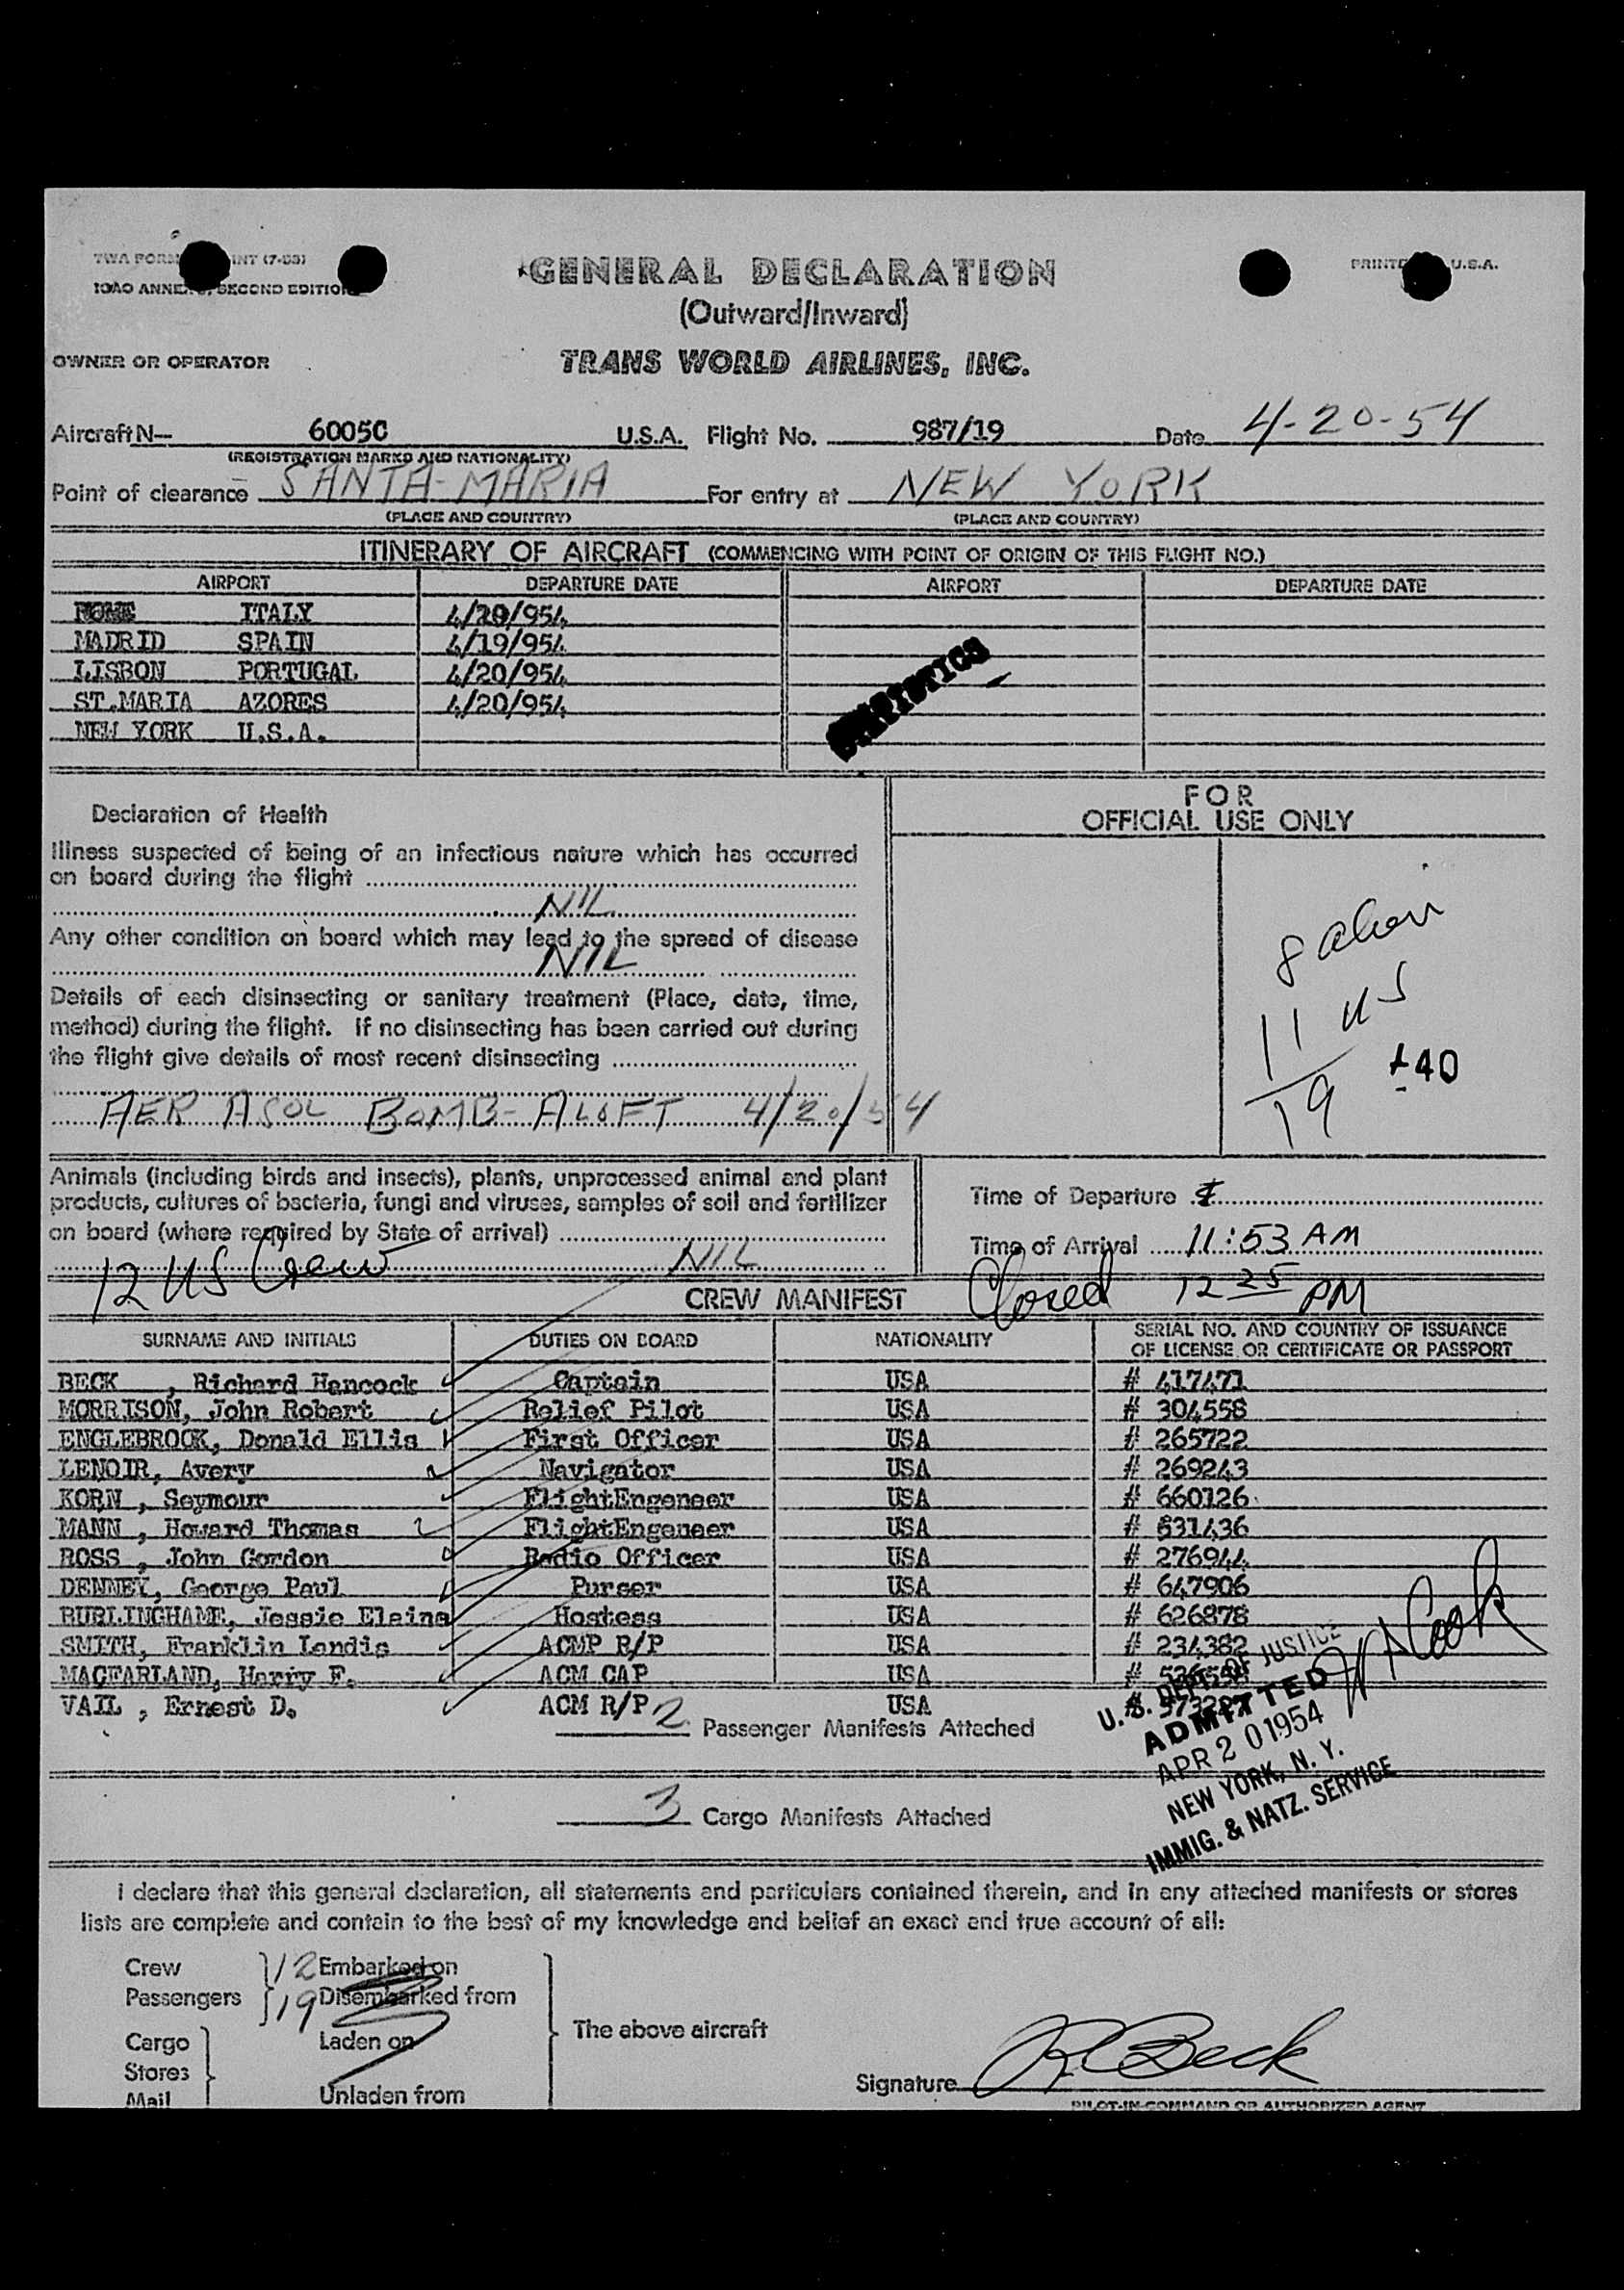 GENERAL DECLARATION
PRINTED U.S.A.
(Outward/Inward)
OWNER OR OPERATOR TRANS WORLD AIRLINES, INC.
Aircraft N— 6005C U.S.A. Flight No. 987/19 Date 4-20-54
(REGISTRATION MARKS AND NATIONALITY)
Point of clearance SANTA-MARIA For entry at NEW YORK
(PLACE AND COUNTRY) (PLACE AND COUNTRY)
ITINERARY OF AIRCRAFT (COMMENCING WITH POINT OF ORIGIN OF THIS FLIGHT NO.)
AIRPORT DEPARTURE DATE AIRPORT DEPARTURE DATE
ROME ITALY
MADRID SPAIN 4/19/954
LISBON PORTUGAL 4/20/954
ST.MARIA AZORES 4/20/954
NEW YORK U.S.A.
STATISTICS
Declaration of Health
FOR
OFFICIAL USE ONLY
Illness suspected of being of an infectious nature which has occurred
on board during the flight
NIL
Any other condition on board which may lead to the spread of disease
NIL
Details of each disinsecting or sanitary treatment (Place, date, time,
method) during the flight. If no disinsecting has been carried out during
the flight give details of most recent disinsecting
AER ASOL BOMB-ALOFT 4/20/54
8 alien
11 US
19
40
Animals (including birds and insects), plants, unprocessed animal and plant
products, cultures of bacteria, fungi and viruses, samples of soil and fertilizer
on board (where required by State of arrival)
NIL
Time of Departure
Time of Arrival 11:53 AM
12 US Crew
Closed 12 25 PM
CREW MANIFEST
SURNAME AND INITIALS DUTIES ON BOARD NATIONALITY SERIAL NO. AND COUNTRY OF ISSUANCE
OF LICENSE OR CERTIFICATE OR PASSPORT
BECK , Richard Hancock Captain USA # 417471
MORRISON, John Robert Relief Pilot USA # 304558
ENGLEBROCK, Donald Ellis First Officer USA # 265722
LENOIR, Avery Navigator USA # 269243
KORN , Seymour FlightEngeneer USA # 660126
MANN , Howard Thomas FlightEngeneer USA # 531436
ROSS , John Gordon Radio Officer USA # 276944
DENNEY, George Paul Purser USA # 647906
BURLINGHAME, Jessie Elaine Hostess USA # 626878
SMITH, Franklin Landis ACMP R/P USA # 234382
MACFARLAND, Harry F. ACM CAP USA #
VAIL , Ernest D. ACM R/P USA #
2 Passenger Manifests Attached
U.S. DEPT. OF JUSTICE
ADMITTED
APR 20 1954
NEW YORK, N. Y.
IMMIG. & NATZ. SERVICE
Cook
3 Cargo Manifests Attached
I declare that this general declaration, all statements and particulars contained therein, and in any attached manifests or stores
lists are complete and contain to the best of my knowledge and belief an exact and true account of all:
Crew 12 Embarked on
Passengers 19 Disembarked from
Cargo Laden on
The above aircraft
Stores
Mail Unladen from
Signature R Beck
PILOT-IN-COMMAND OR AUTHORIZED AGENT